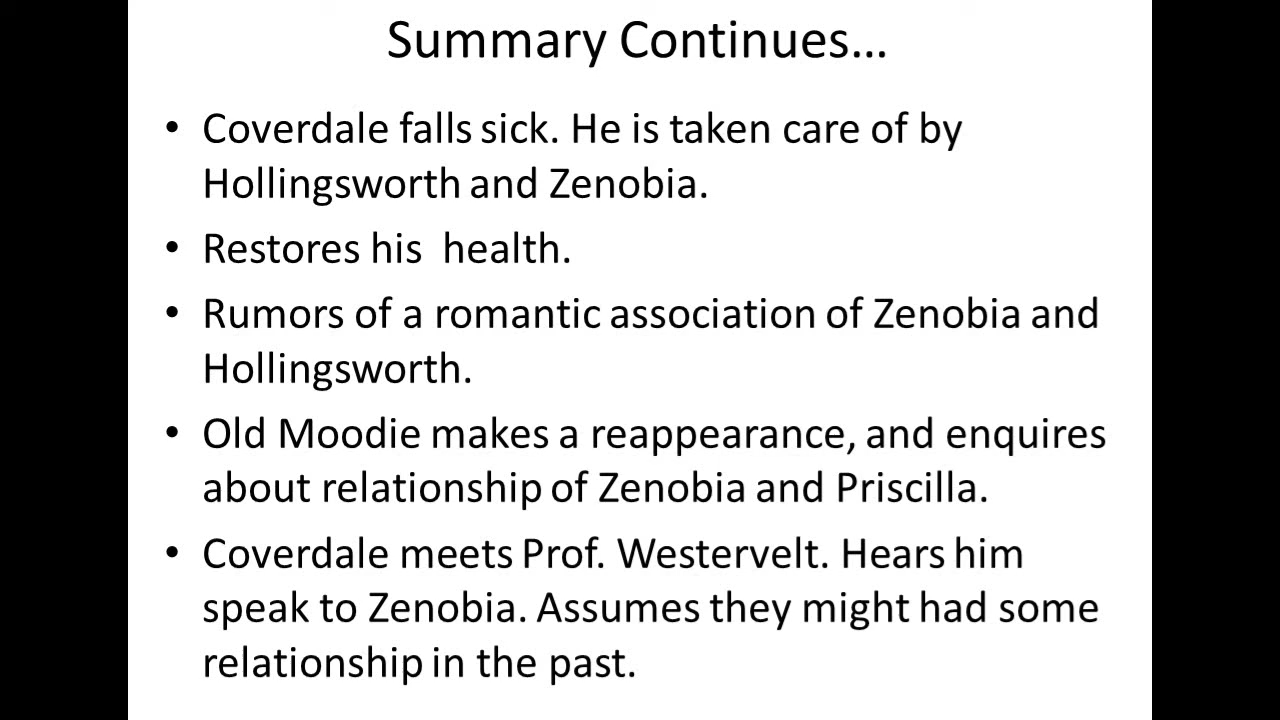 Summary Continues…
• Coverdale falls sick. He is taken care of by
Hollingsworth and Zenobia.
• Restores his  health.
• Rumors of a romantic association of Zenobia and
Hollingsworth.
• Old Moodie makes a reappearance, and enquires
about relationship of Zenobia and Priscilla.
• Coverdale meets Prof. Westervelt. Hears him
speak to Zenobia. Assumes they might had some
relationship in the past.